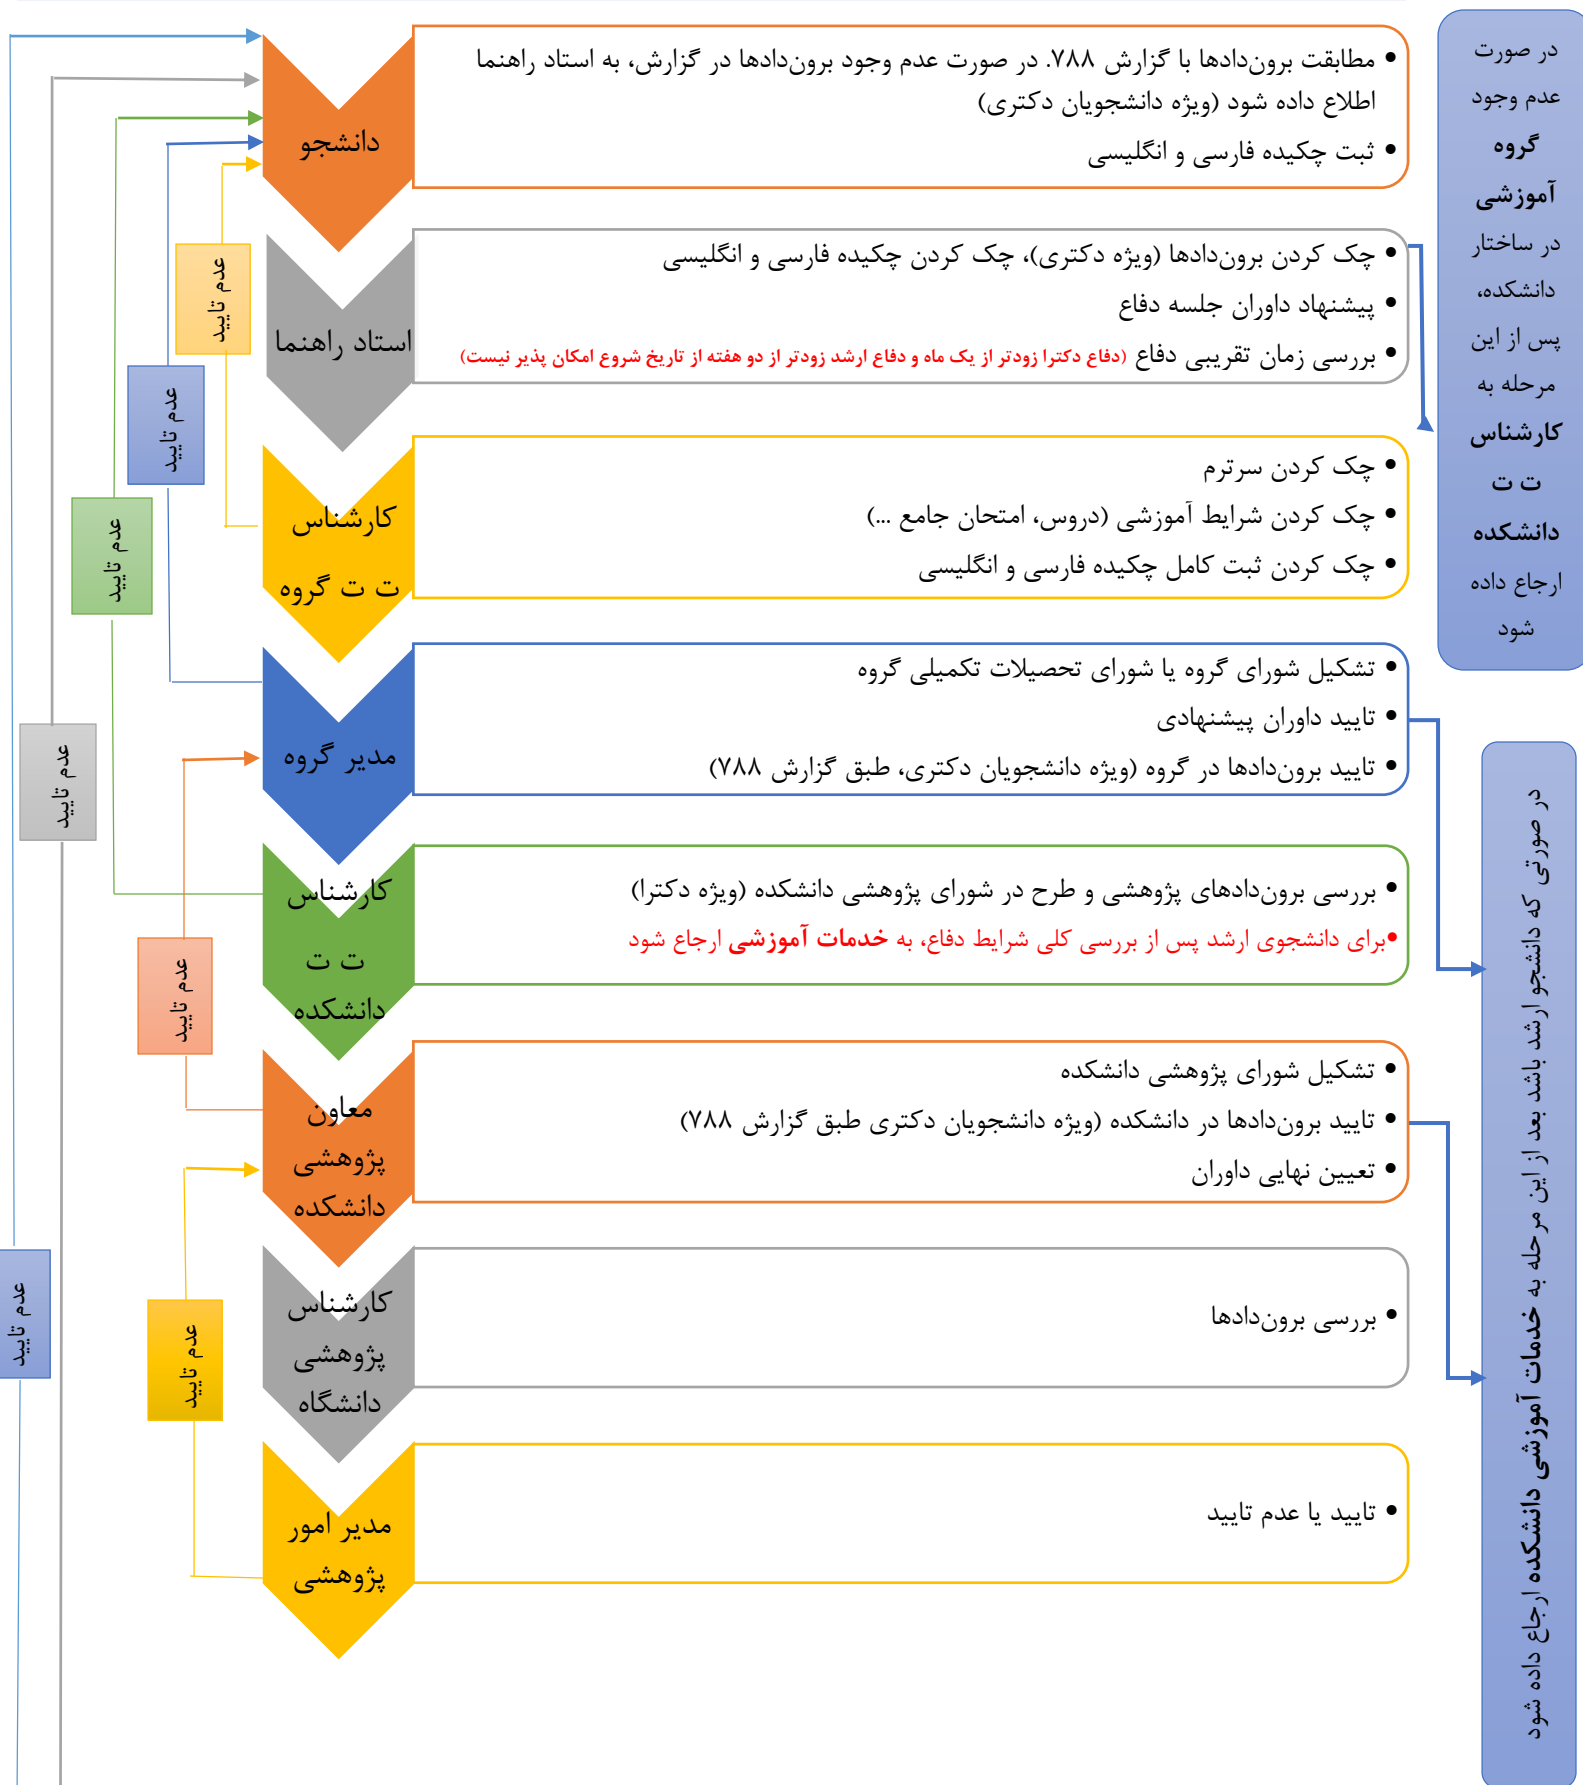 دانشجو
• مطابقت برون‌دادها با گزارش ۷۸۸. در صورت عدم وجود برون‌دادها در گزارش، به استاد راهنما
اطلاع داده شود (ویژه دانشجویان دکتری)
• ثبت چکیده فارسی و انگلیسی
استاد راهنما
• چک کردن برون‌دادها (ویژه دکتری)، چک کردن چکیده فارسی و انگلیسی
• پیشنهاد داوران جلسه دفاع
• بررسی زمان تقریبی دفاع (دفاع دکترا زودتر از یک ماه و دفاع ارشد زودتر از دو هفته از تاریخ شروع امکان پذیر نیست)
کارشناس
ت ت گروه
• چک کردن سرترم
• چک کردن شرایط آموزشی (دروس، امتحان جامع ...)
• چک کردن ثبت کامل چکیده فارسی و انگلیسی
مدیر گروه
• تشکیل شورای گروه یا شورای تحصیلات تکمیلی گروه
• تایید داوران پیشنهادی
• تایید برون‌دادها در گروه (ویژه دانشجویان دکتری، طبق گزارش ۷۸۸)
کارشناس
ت ت
دانشکده
• بررسی برون‌دادهای پژوهشی و طرح در شورای پژوهشی دانشکده (ویژه دکترا)
•برای دانشجوی ارشد پس از بررسی کلی شرایط دفاع، به خدمات آموزشی ارجاع شود
معاون
پژوهشی
دانشکده
• تشکیل شورای پژوهشی دانشکده
• تایید برون‌دادها در دانشکده (ویژه دانشجویان دکتری طبق گزارش ۷۸۸)
• تعیین نهایی داوران
کارشناس
پژوهشی
دانشگاه
• بررسی برون‌دادها
مدیر امور
پژوهشی
• تایید یا عدم تایید
در صورت
عدم وجود
گروه
آموزشی
در ساختار
دانشکده،
پس از این
مرحله به
کارشناس
ت ت
دانشکده
ارجاع داده
شود
در صورتی که دانشجو ارشد باشد بعد از این مرحله به خدمات آموزشی دانشکده ارجاع داده شود
عدم تایید
عدم تایید
عدم تایید
عدم تایید
عدم تایید
عدم تایید
عدم تایید